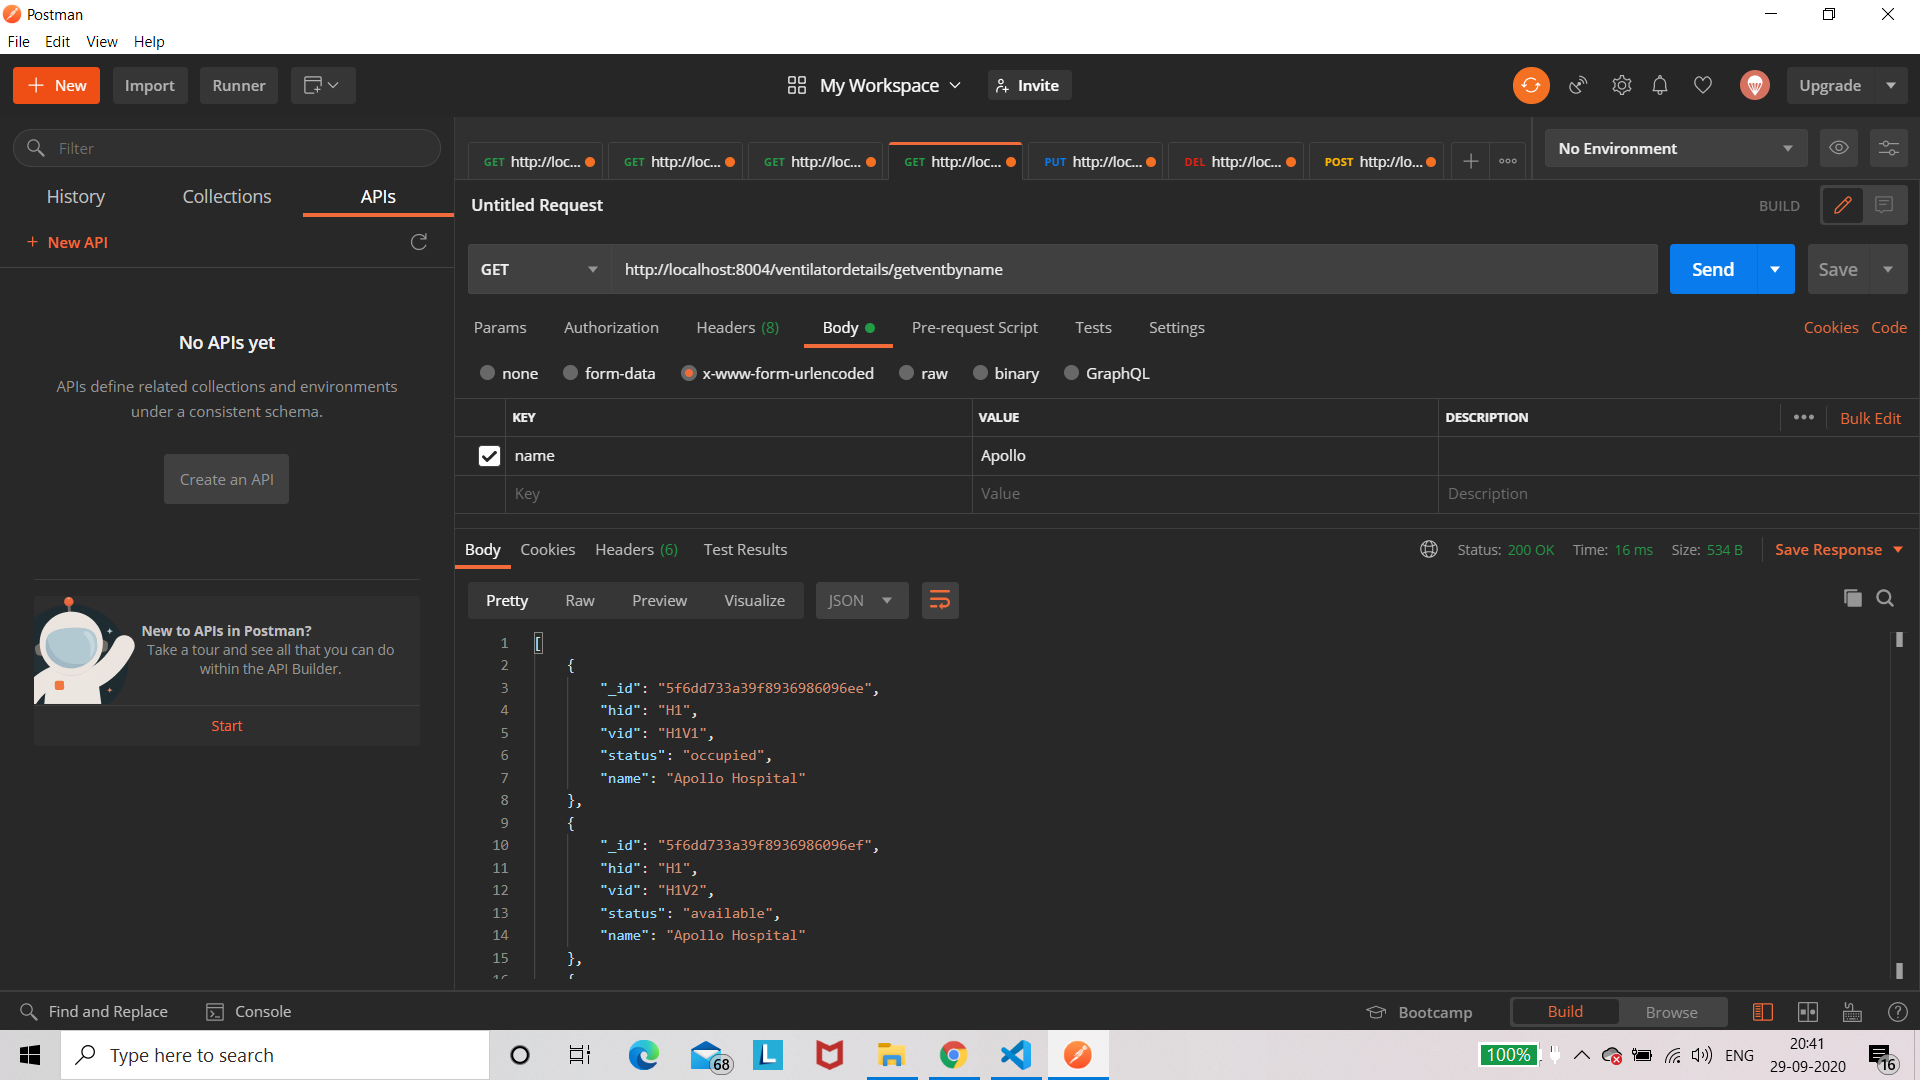 Postman
File Edit View Help
New Import Runner My Workspace Invite Upgrade
Filter
History Collections APIs
+ New API
No APIs yet
APIs define related collections and environments
under a consistent schema.
Create an API
New to APIs in Postman?
Take a tour and see all that you can do
within the API Builder.
Start
GET http://loc... GET http://loc... GET http://loc... GET http://loc... PUT http://loc... DEL http://loc... POST http://lo... No Environment
Untitled Request BUILD
GET http://localhost:8004/ventilatordetails/getventbyname Send Save
Params Authorization Headers (8) Body Pre-request Script Tests Settings Cookies Code
none form-data x-www-form-urlencoded raw binary GraphQL
KEY VALUE DESCRIPTION Bulk Edit
name Apollo
Key Value Description
Body Cookies Headers (6) Test Results Status: 200 OK Time: 16 ms Size: 534 B Save Response
Pretty Raw Preview Visualize JSON
1 [
2 {
3 "_id": "5f6dd733a39f8936986096ee",
4 "hid": "H1",
5 "vid": "H1V1",
6 "status": "occupied",
7 "name": "Apollo Hospital"
8 },
9 {
10 "_id": "5f6dd733a39f8936986096ef",
11 "hid": "H1",
12 "vid": "H1V2",
13 "status": "available",
14 "name": "Apollo Hospital"
15 },
16 {
Find and Replace Console Bootcamp Build Browse
Type here to search 68 L 100% ENG 20:41
29-09-2020 16